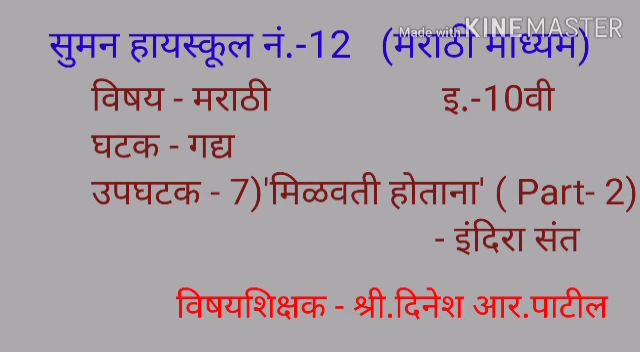 Made with KINEMASTER
सुमन हायस्कूल नं.-12 (मराठी माध्यम)
विषय - मराठी इ.-10वी
घटक - गद्य
उपघटक - 7)'मिळवती होताना' ( Part- 2)
- इंदिरा संत
विषयशिक्षक - श्री.दिनेश आर.पाटील